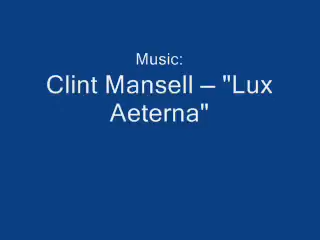 Music:
Clint Mansell – "Lux
Aeterna"